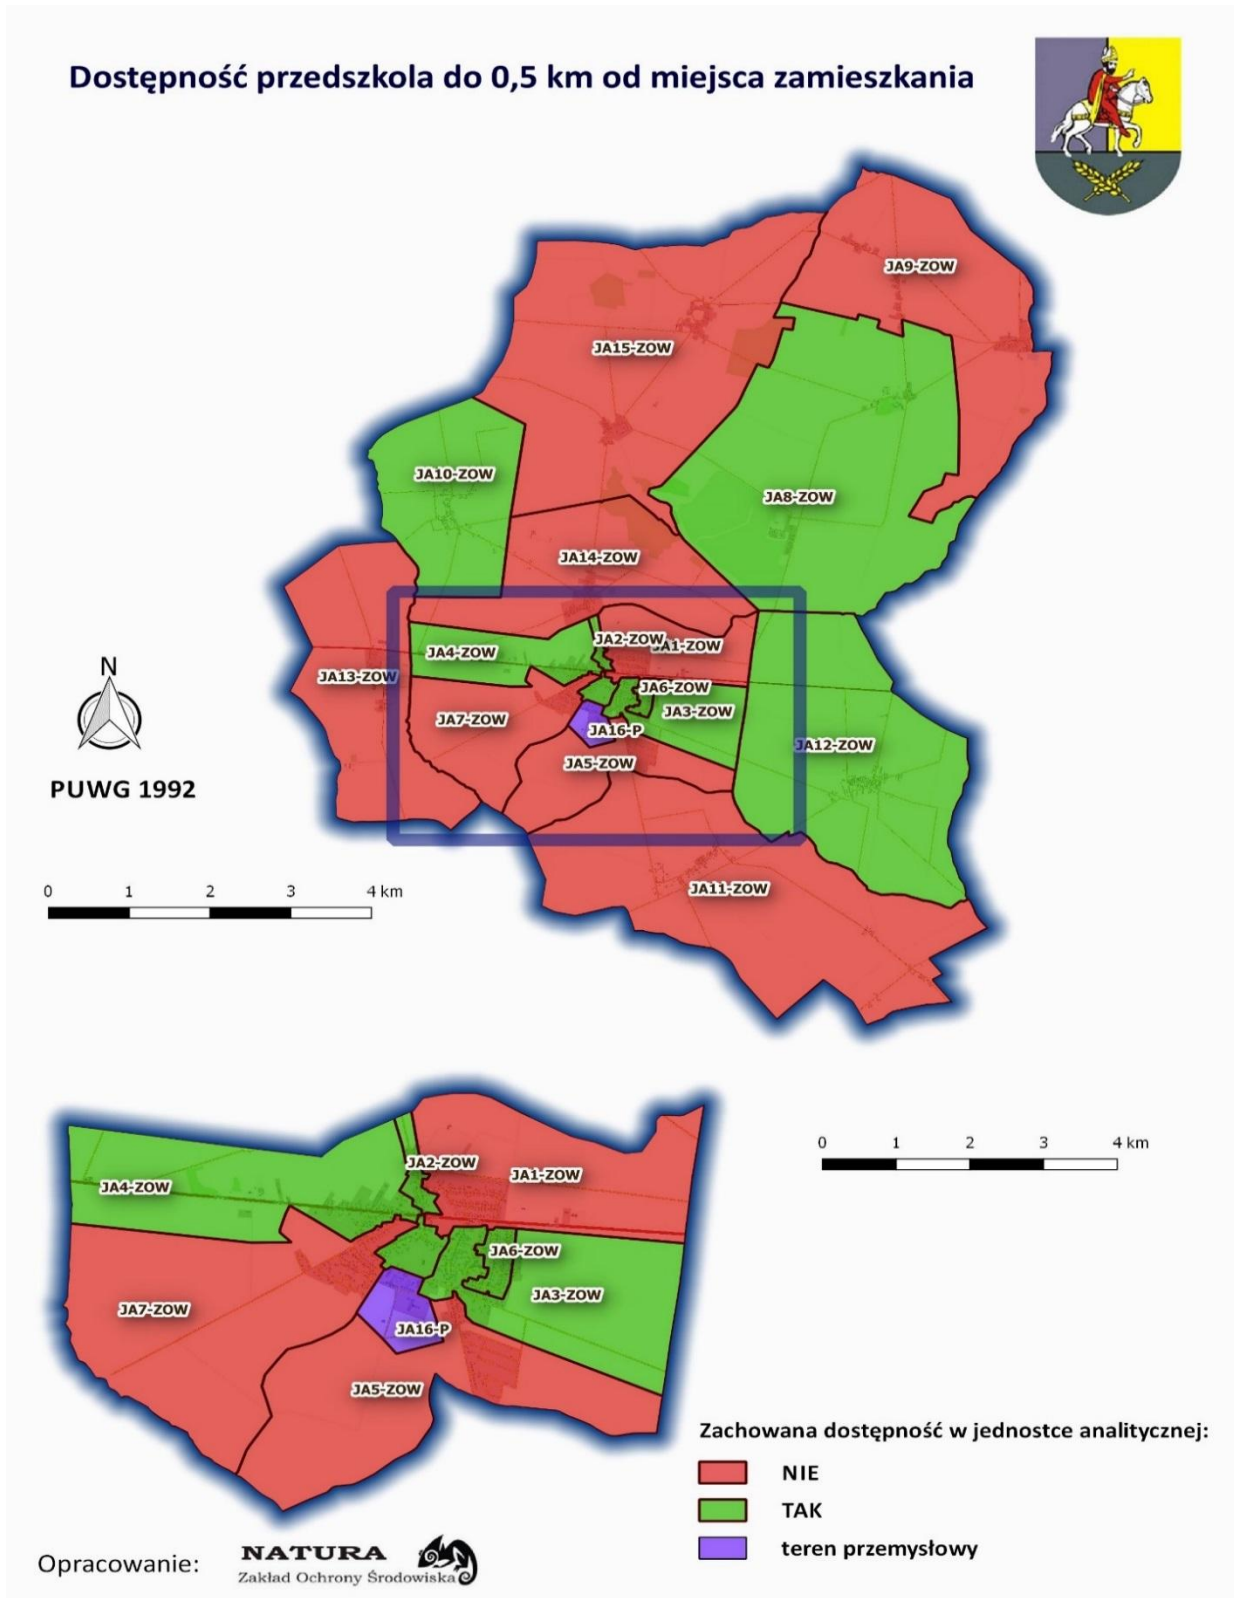 Dostępność przedszkola do 0,5 km od miejsca zamieszkania
JA9-ZOW
JA15-ZOW
JA10-ZOW
JA8-ZOW
JA14-ZOW
JA2-ZOW
JA1-ZOW
JA4-ZOW
JA13-ZOW
JA6-ZOW
JA7-ZOW
JA3-ZOW
JA16-P
JA12-ZOW
JA5-ZOW
JA11-ZOW
N
PUWG 1992
0 1 2 3 4 km
JA2-ZOW
JA1-ZOW
JA4-ZOW
JA6-ZOW
JA3-ZOW
JA7-ZOW
JA16-P
JA5-ZOW
0 1 2 3 4 km
Zachowana dostępność w jednostce analitycznej:
NIE
TAK
teren przemysłowy
Opracowanie:
NATURA
Zakład Ochrony Środowiska